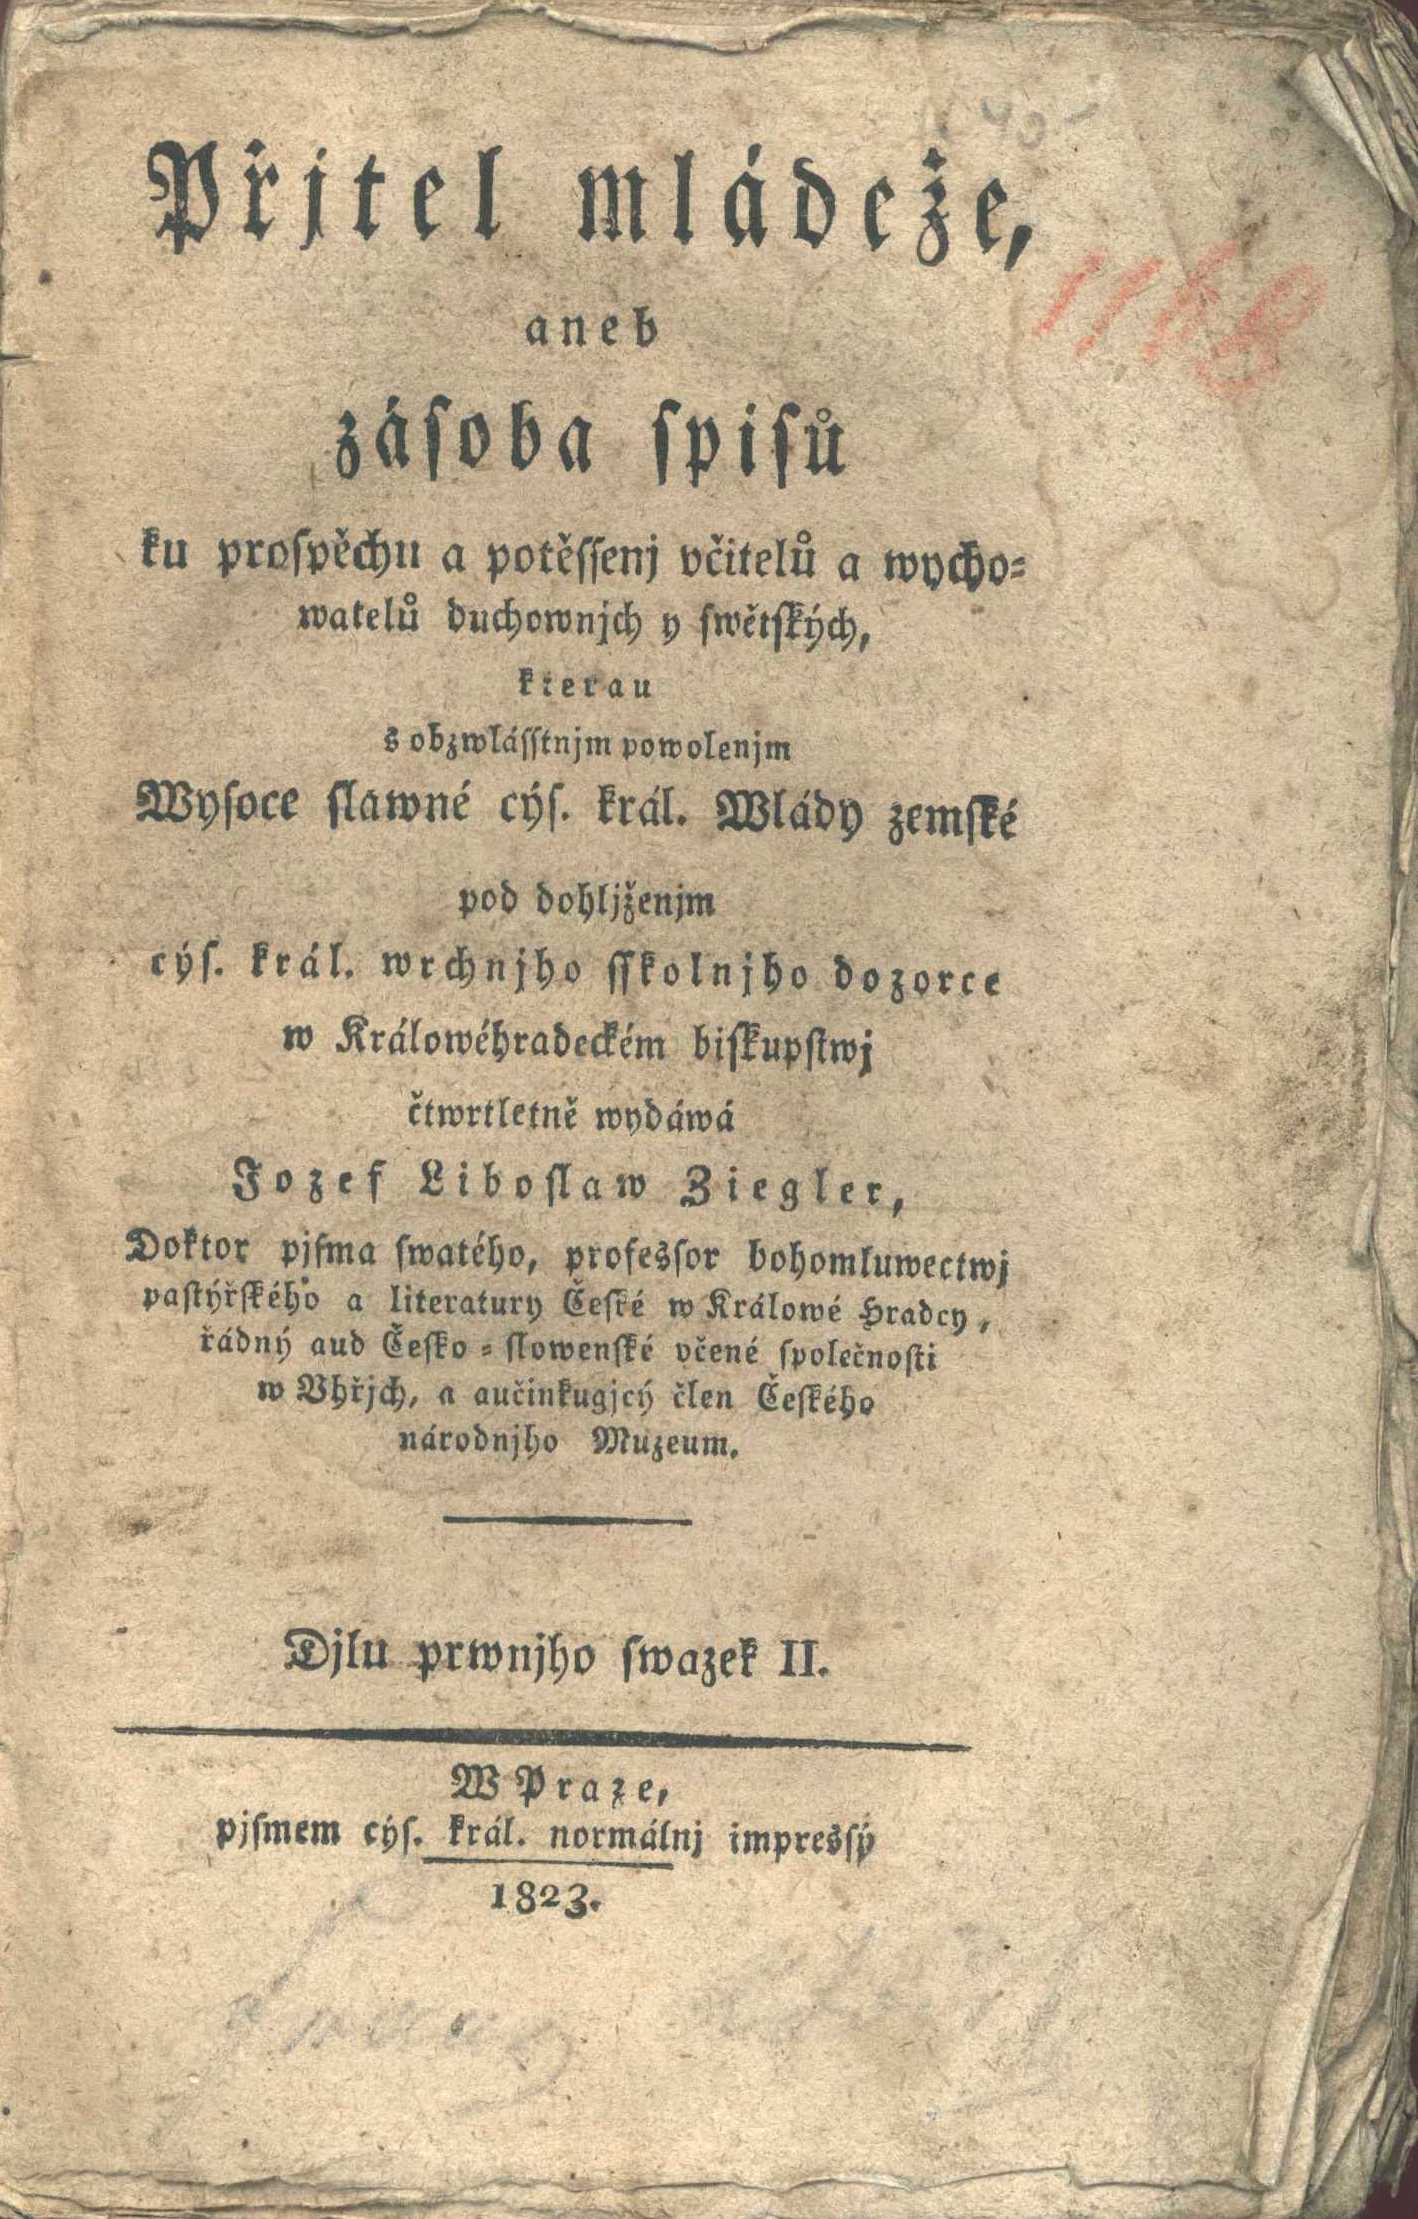 40-
Přjtel mládeže,
1168
aneb
zásoba spisů
ku prospěchu a potěssenj včitelů a wycho-
watelů duchownjch y swětských,
kterau
s obzwlásstnjm powolenjm
Wysoce slawné cýs. král. Wlády zemské
pod dohljženjm
cýs. král. wrchnjho sskolnjho dozorce
w Králowéhradeckém biskupstwj
čtwrtletně wydáwá
Jozef Liboslaw Ziegler,
Doktor pjsma swatého, professor bohomluwectwj
pastýřského a literatury České w Králowé Hradcy,
řádný aud Česko-slowenské včené společnosti
w Vhřjch, a aučinkugjcý člen Českého
národnjho Muzeum.
Djlu prwnjho swazek II.
W Praze,
pjsmem cýs. král. normálnj impressý
1823.